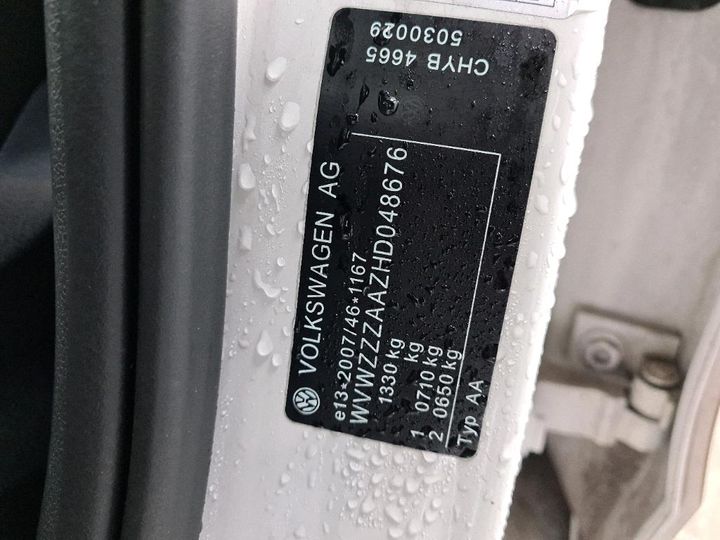 VOLKSWAGEN AG
e13*2007/46*1167
WVWZZZAAZHD048676
1330 kg
kg
1 0710 kg
2 0650 kg
Typ AA
CHYB 4665
5030029